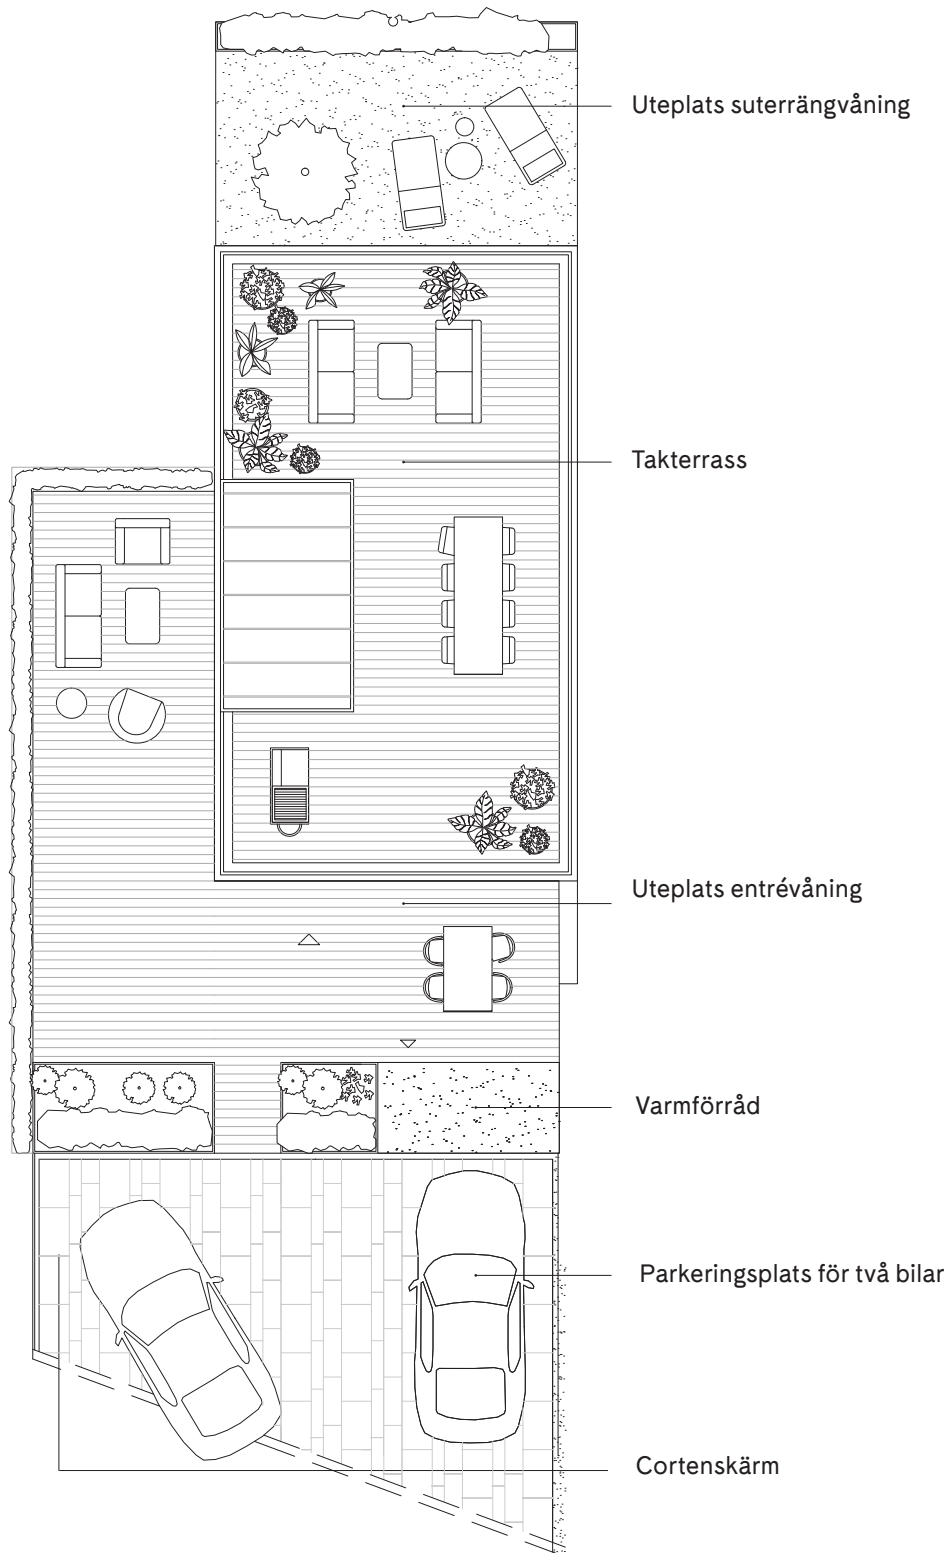 Uteplats suterrängvåning
Takterrass
Uteplats entrévåning
Varmförråd
Parkeringsplats för två bilar
Cortenskärm